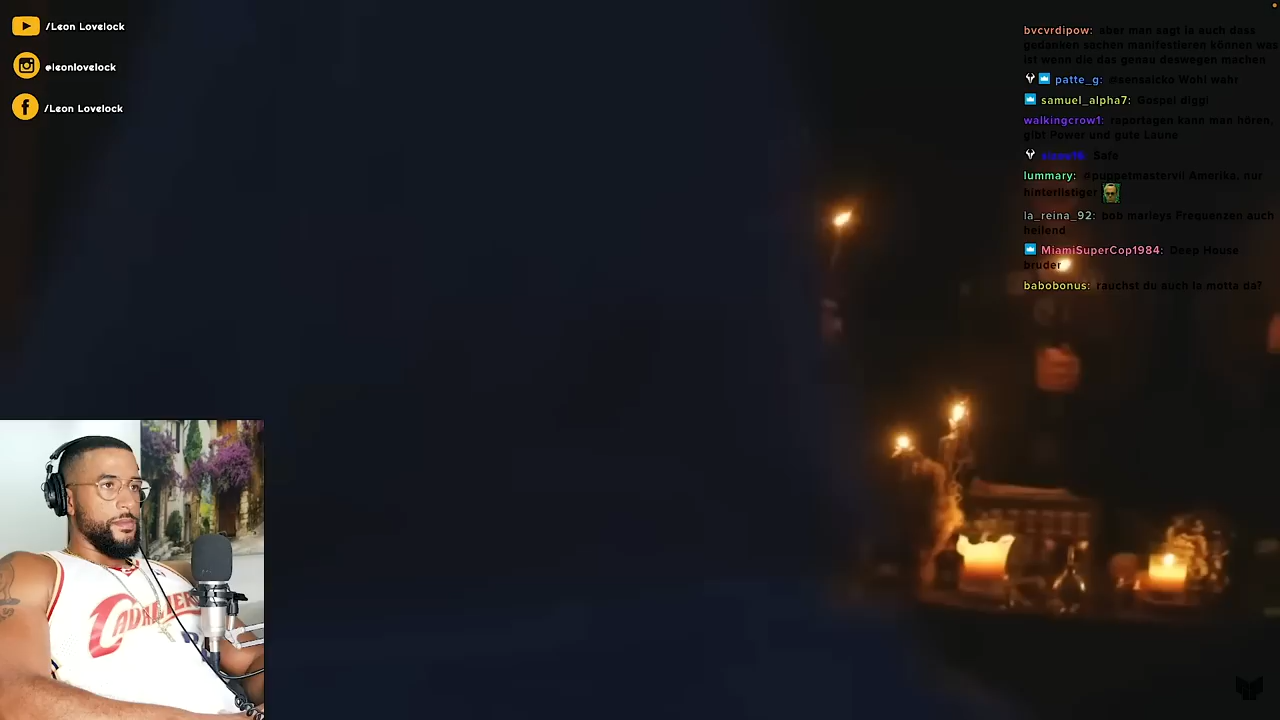 /Leon Lovelock
@leonlovelock
/Leon Lovelock
bvcvrdipow: aber man sagt ja auch dass
gedanken sachen manifestieren können was
ist wenn die das genau deswegen machen
patte_g: @sensaicko Wohl wahr
samuel_alpha7: Gospel diggi
walkingcrow1: raportagen kann man hören,
gibt Power und gute Laune
Safe
lummary: #puppetmastervii Amerika, nur
hinterlistiger
la_reina_92: bob marleys Frequenzen auch
heilend
MiamiSuperCop1984: Deep House
bruder
babobonus: rauchst du auch la motta da?
CAVALIERS